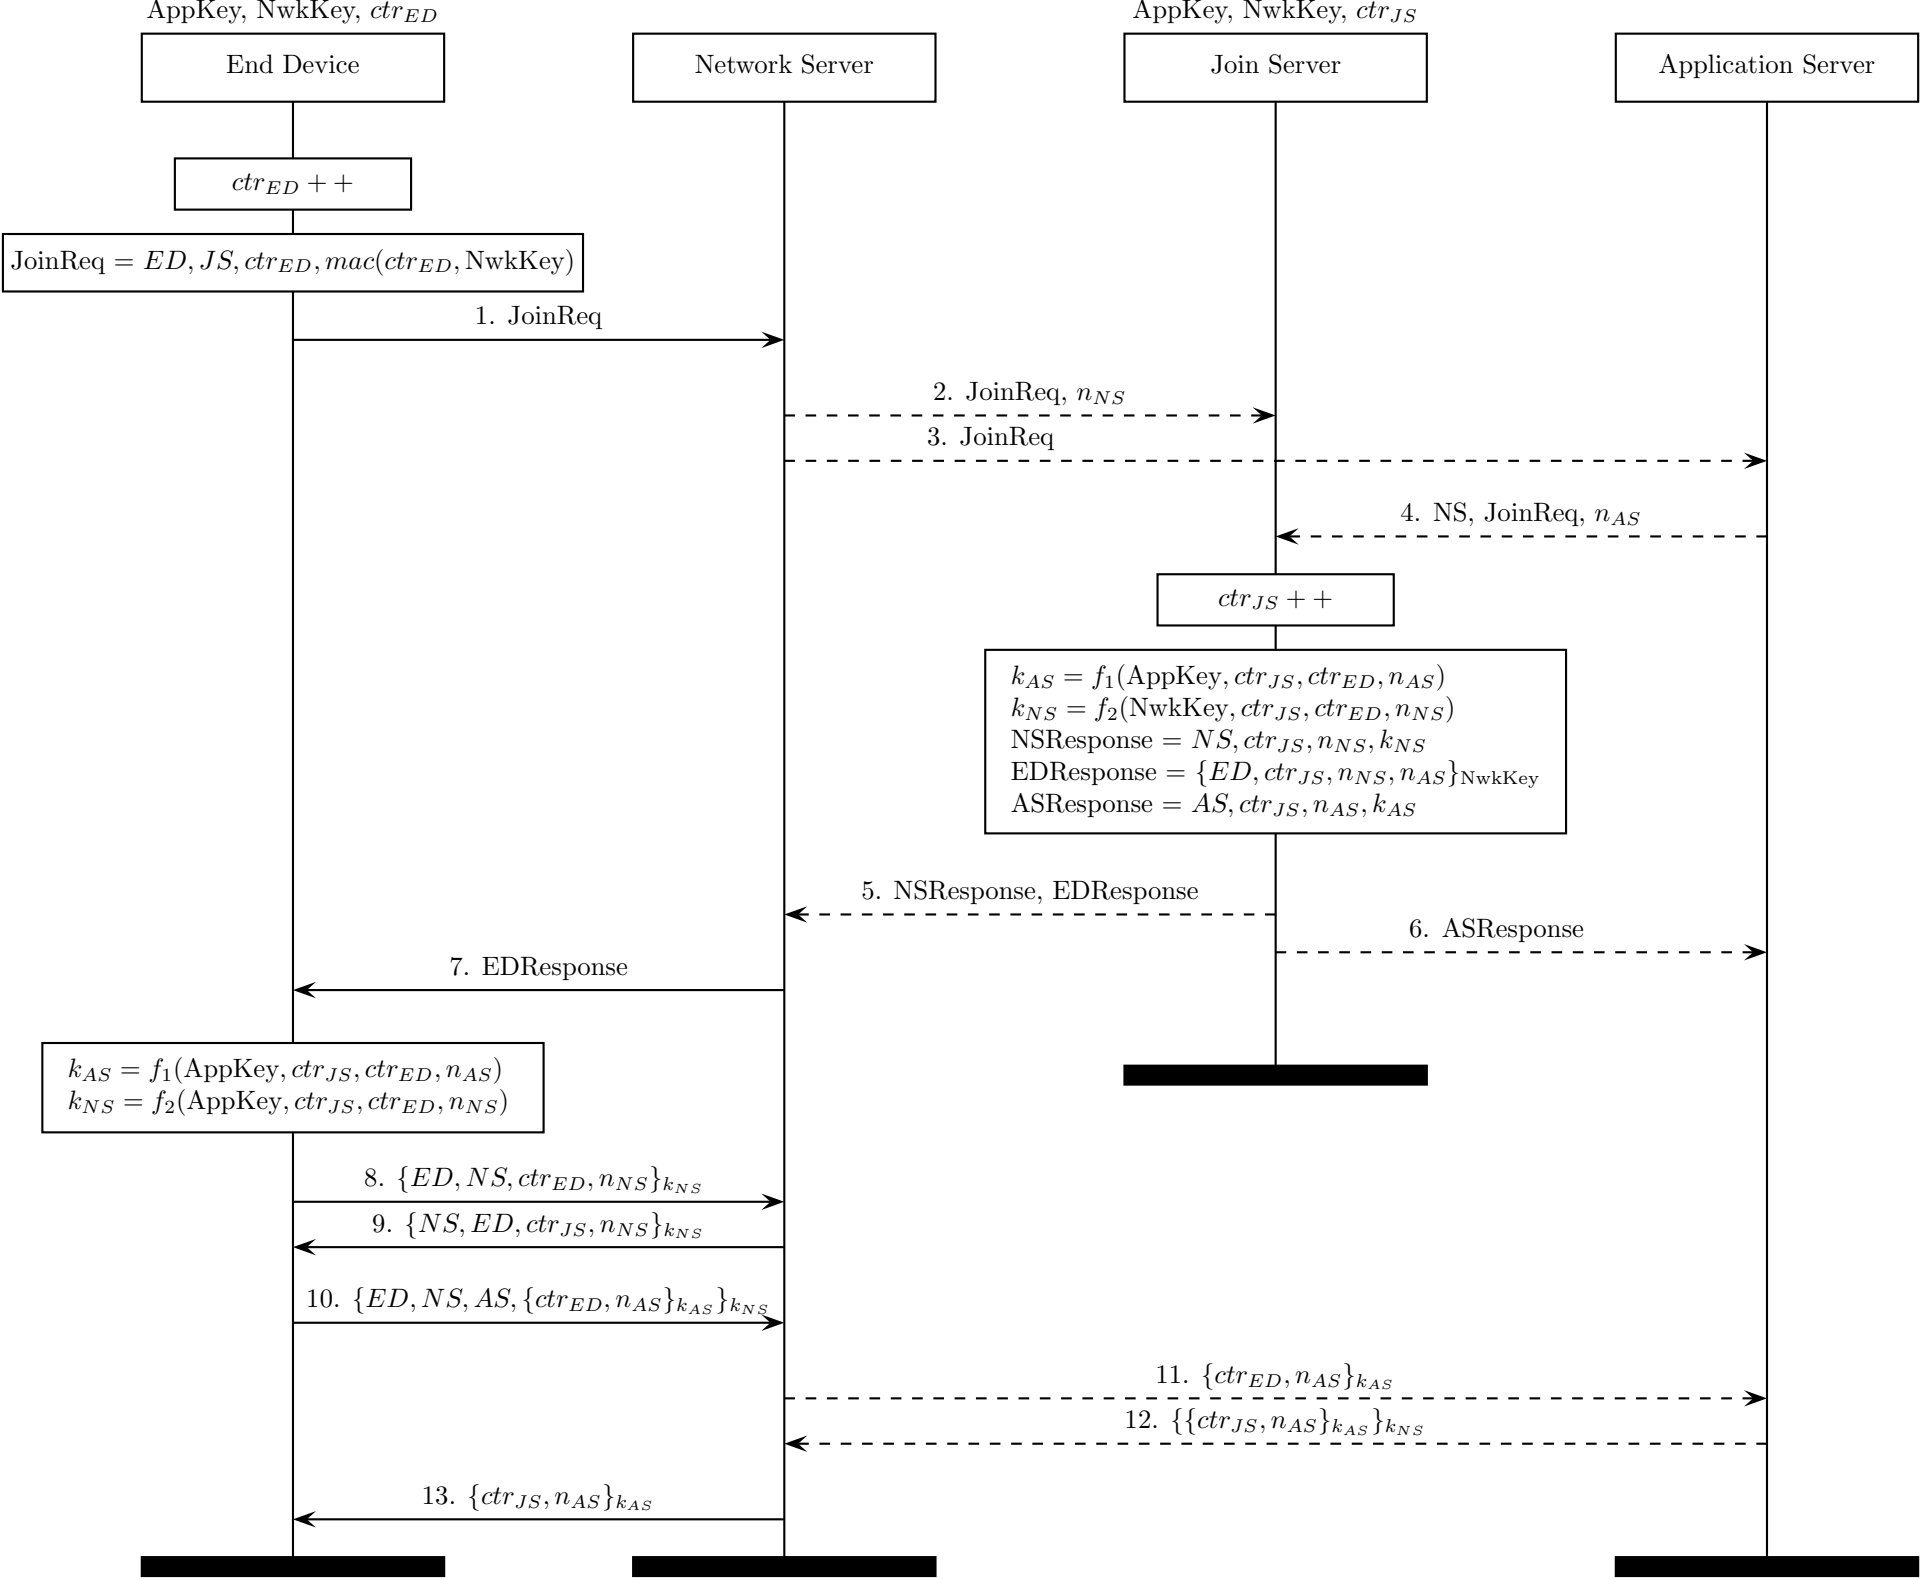 AppKey, NwkKey, ctr_ED
AppKey, NwkKey, ctr_JS
End Device
Network Server
Join Server
Application Server
ctr_ED + +
JoinReq = ED, JS, ctr_ED, mac(ctr_ED, NwkKey)
1. JoinReq
2. JoinReq, n_NS
3. JoinReq
4. NS, JoinReq, n_AS
ctr_JS + +
k_AS = f_1(AppKey, ctr_JS, ctr_ED, n_AS)
k_NS = f_2(NwkKey, ctr_JS, ctr_ED, n_NS)
NSResponse = NS, ctr_JS, n_NS, k_NS
EDResponse = {ED, ctr_JS, n_NS, n_AS}_NwkKey
ASResponse = AS, ctr_JS, n_AS, k_AS
5. NSResponse, EDResponse
6. ASResponse
7. EDResponse
k_AS = f_1(AppKey, ctr_JS, ctr_ED, n_AS)
k_NS = f_2(AppKey, ctr_JS, ctr_ED, n_NS)
8. {ED, NS, ctr_ED, n_NS}_k_NS
9. {NS, ED, ctr_JS, n_NS}_k_NS
10. {ED, NS, AS, {ctr_ED, n_AS}_k_AS}_k_NS
11. {ctr_ED, n_AS}_k_AS
12. {{ctr_JS, n_AS}_k_AS}_k_NS
13. {ctr_JS, n_AS}_k_AS